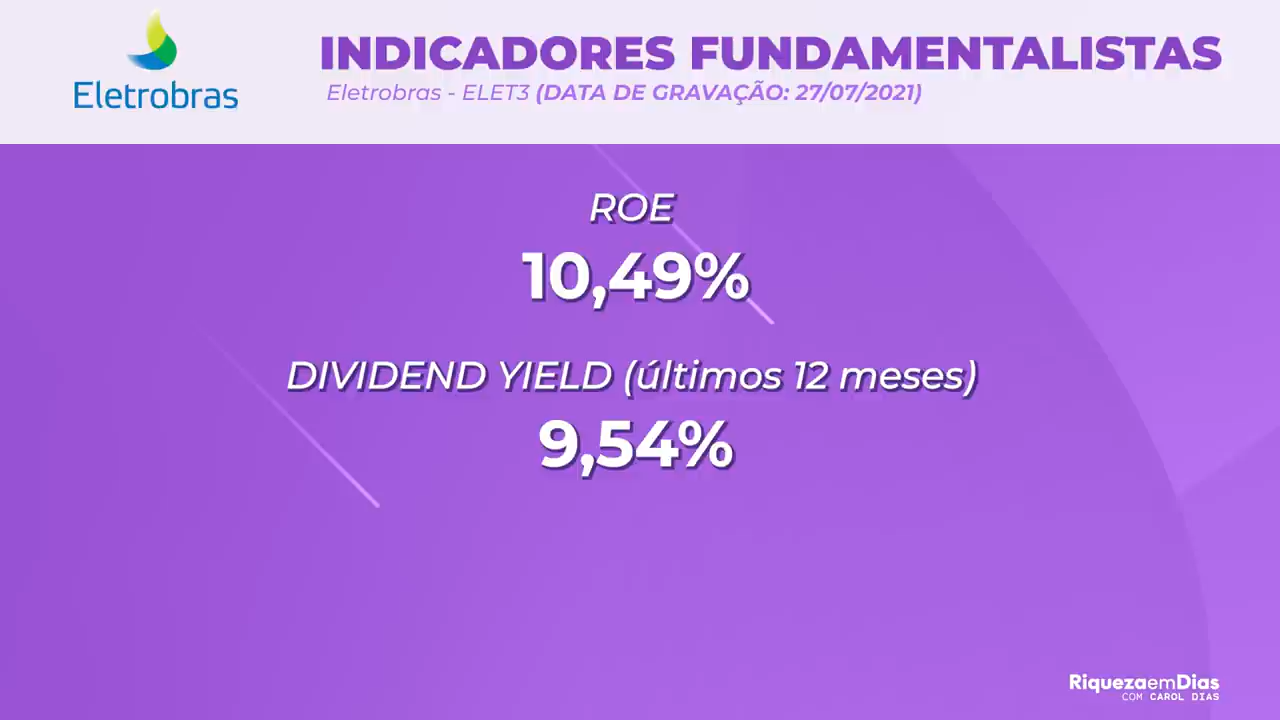 Eletrobras
INDICADORES FUNDAMENTALISTAS
Eletrobras - ELET3 (DATA DE GRAVAÇÃO: 27/07/2021)
ROE
10,49%
DIVIDEND YIELD (últimos 12 meses)
9,54%
RiquezaemDias
COM CAROL DIAS